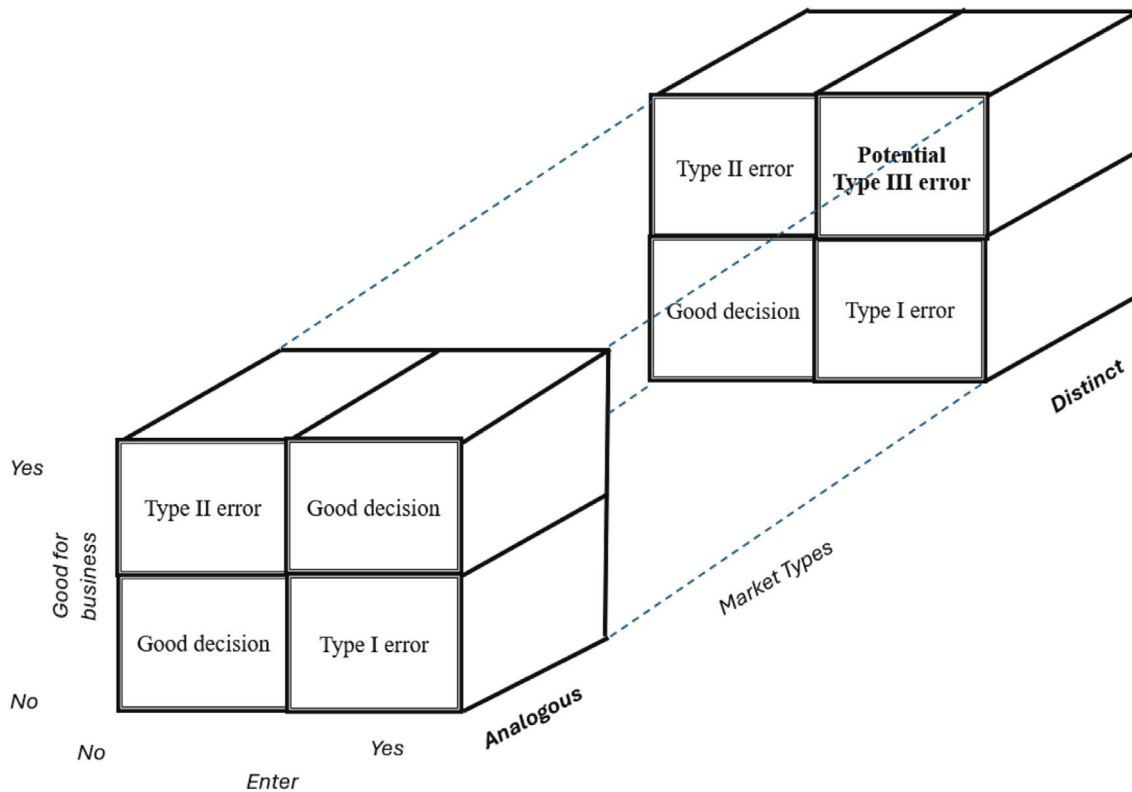 Type II error
Potential
Type III error
Good decision
Type I error
Distinct
Yes
Type II error
Good decision
Good for
business
Market Types
Good decision
Type I error
No
Analogous
No
Yes
Enter